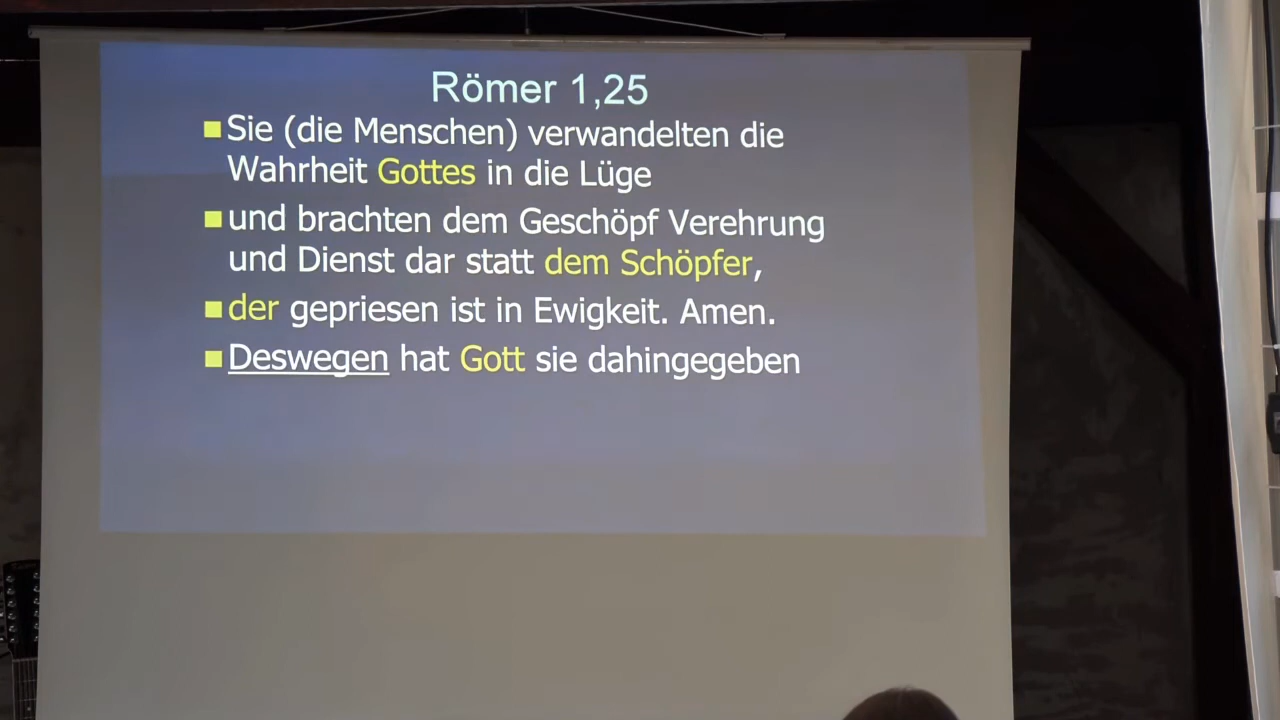 Römer 1,25
Sie (die Menschen) verwandelten die
Wahrheit Gottes in die Lüge
und brachten dem Geschöpf Verehrung
und Dienst dar statt dem Schöpfer,
der gepriesen ist in Ewigkeit. Amen.
Deswegen hat Gott sie dahingegeben